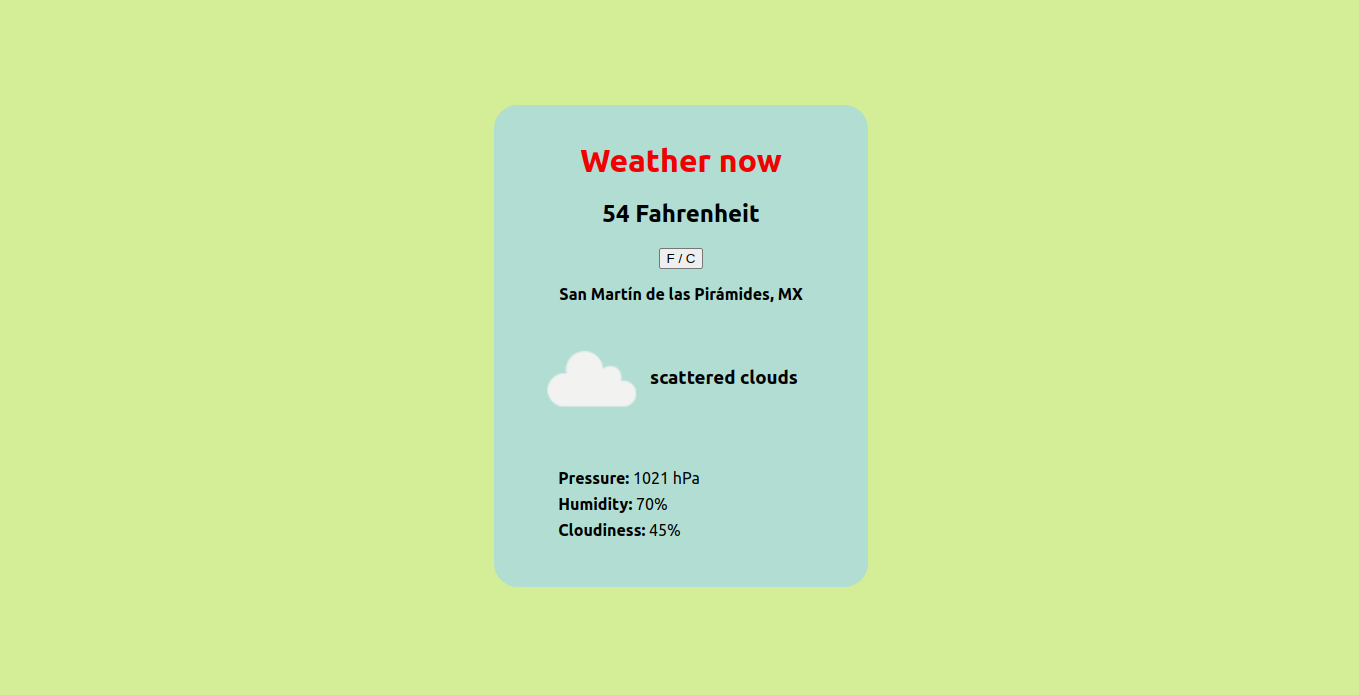 Weather now
54 Fahrenheit
F / C
San Martín de las Pirámides, MX
scattered clouds
Pressure: 1021 hPa
Humidity: 70%
Cloudiness: 45%